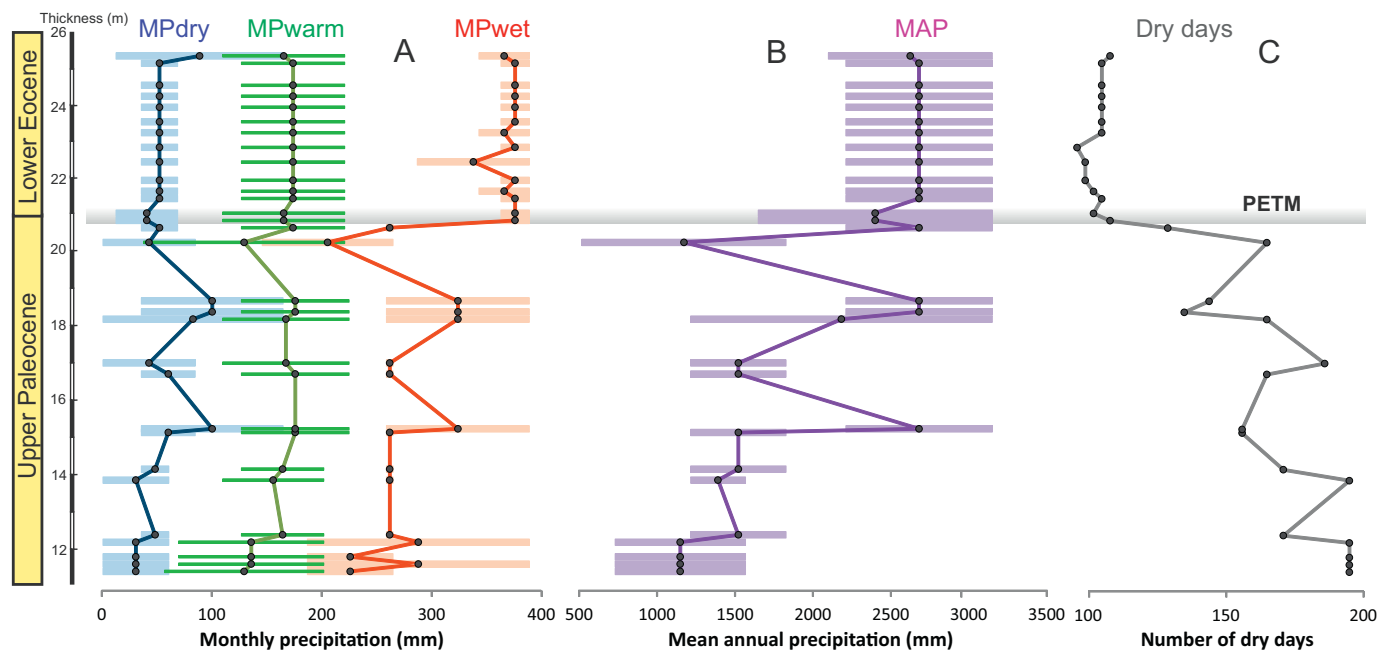 Thickness (m)
MPdry
MPwarm
A
MPwet
B
MAP
Dry days
C
26
24
22
20
18
16
14
12
Lower Eocene
Upper Paleocene
PETM
0
100
200
300
400
500
1000
1500
2000
2500
3000
3500
100
150
200
Monthly precipitation (mm)
Mean annual precipitation (mm)
Number of dry days